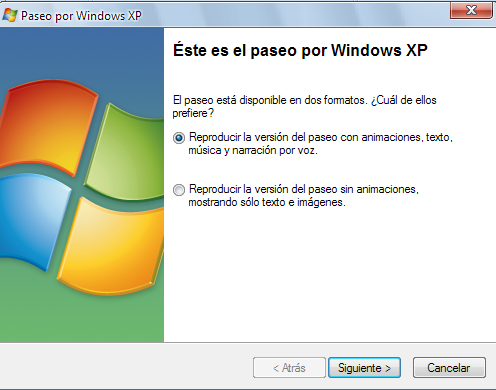 Paseo por Windows XP
Éste es el paseo por Windows XP
El paseo está disponible en dos formatos. ¿Cuál de ellos
prefiere?
Reproducir la versión del paseo con animaciones, texto,
música y narración por voz.
Reproducir la versión del paseo sin animaciones,
mostrando sólo texto e imágenes.
< Atrás
Siguiente >
Cancelar